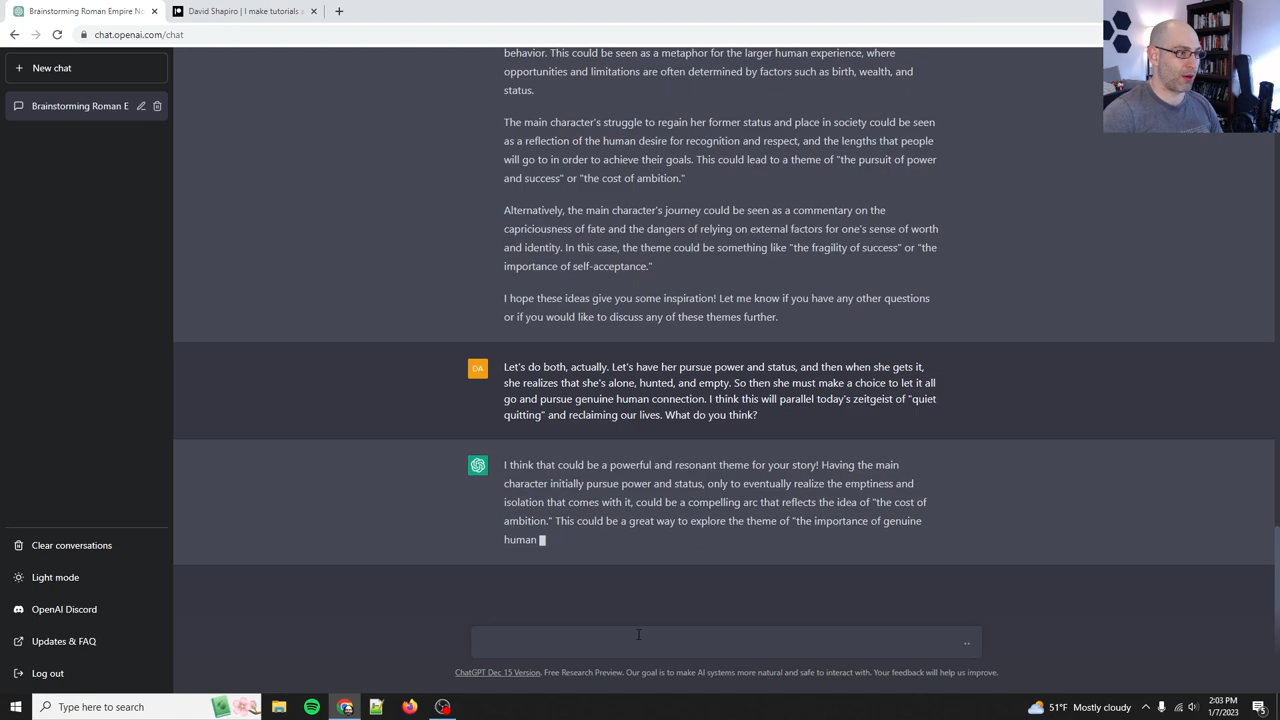 Brainstorming Roman Empire No
David Shapiro | I make tutorials a
chat.openai.com/chat
New chat
Brainstorming Roman E
behavior. This could be seen as a metaphor for the larger human experience, where
opportunities and limitations are often determined by factors such as birth, wealth, and
status.
The main character's struggle to regain her former status and place in society could be seen
as a reflection of the human desire for recognition and respect, and the lengths that people
will go to in order to achieve their goals. This could lead to a theme of "the pursuit of power
and success" or "the cost of ambition."
Alternatively, the main character's journey could be seen as a commentary on the
capriciousness of fate and the dangers of relying on external factors for one's sense of worth
and identity. In this case, the theme could be something like "the fragility of success" or "the
importance of self-acceptance."
I hope these ideas give you some inspiration! Let me know if you have any other questions
or if you would like to discuss any of these themes further.
DA
Let's do both, actually. Let's have her pursue power and status, and then when she gets it,
she realizes that she's alone, hunted, and empty. So then she must make a choice to let it all
go and pursue genuine human connection. I think this will parallel today's zeitgeist of "quiet
quitting" and reclaiming our lives. What do you think?
I think that could be a powerful and resonant theme for your story! Having the main
character initially pursue power and status, only to eventually realize the emptiness and
isolation that comes with it, could be a compelling arc that reflects the idea of "the cost of
ambition." This could be a great way to explore the theme of "the importance of genuine
human
Clear conversations
Light mode
OpenAI Discord
Updates & FAQ
Log out
ChatGPT Dec 15 Version. Free Research Preview. Our goal is to make AI systems more natural and safe to interact with. Your feedback will help us improve.
Type here to search
51°F Mostly cloudy
2:03 PM
1/7/2023
5